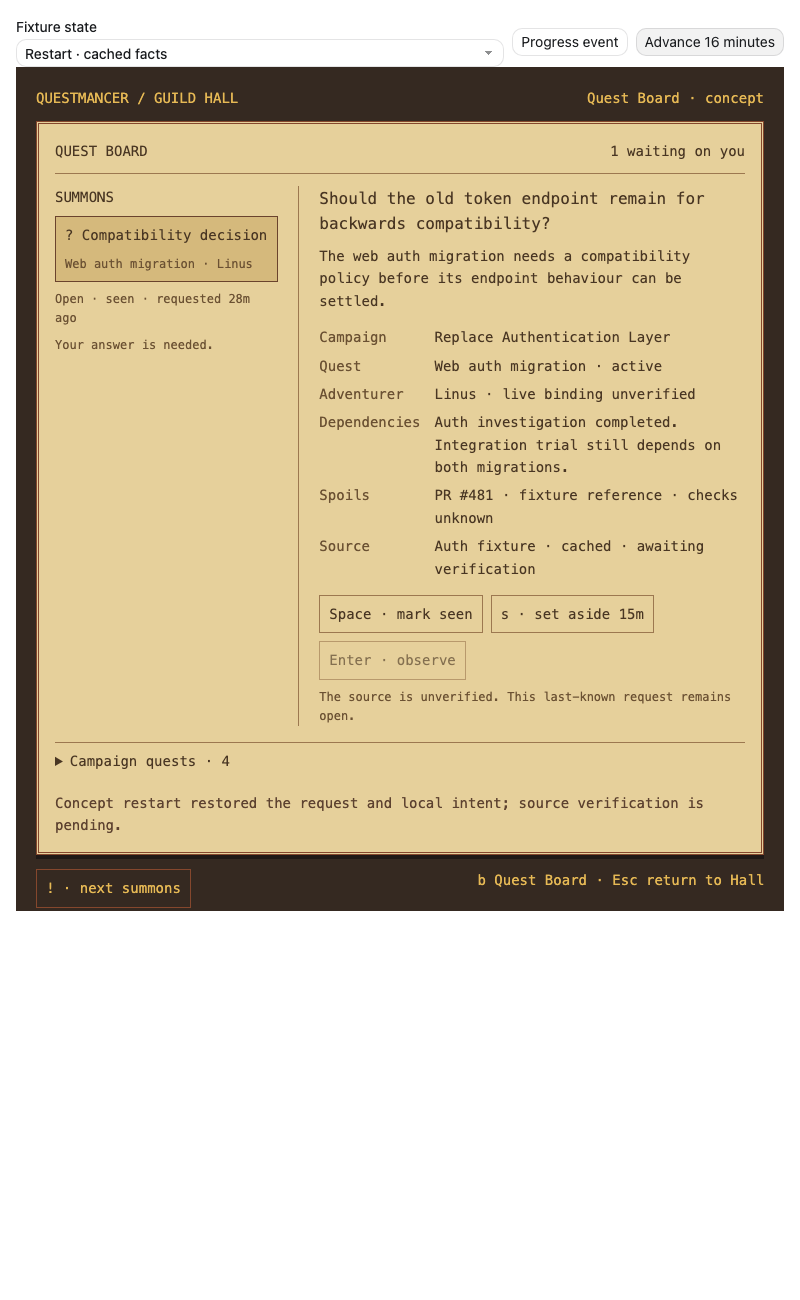 Fixture state
Restart · cached facts
Progress event
Advance 16 minutes
QUESTMANCER / GUILD HALL
Quest Board · concept
QUEST BOARD
1 waiting on you
SUMMONS
? Compatibility decision
Web auth migration · Linus
Open · seen · requested 28m
ago
Your answer is needed.
Should the old token endpoint remain for
backwards compatibility?
The web auth migration needs a compatibility
policy before its endpoint behaviour can be
settled.
Campaign Replace Authentication Layer
Quest Web auth migration · active
Adventurer Linus · live binding unverified
Dependencies Auth investigation completed.
Integration trial still depends on
both migrations.
Spoils PR #481 · fixture reference · checks
unknown
Source Auth fixture · cached · awaiting
verification
Space · mark seen
s · set aside 15m
Enter · observe
The source is unverified. This last-known request remains
open.
Campaign quests · 4
Concept restart restored the request and local intent; source verification is
pending.
! · next summons
b Quest Board · Esc return to Hall